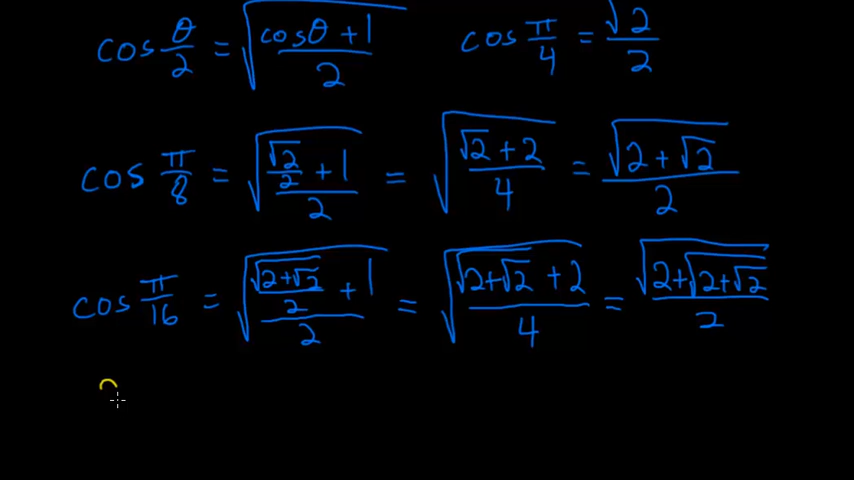 cos θ/2 = √((cosθ + 1)/2)    cos π/4 = √2/2
cos π/8 = √((√2/2 + 1)/2) = √((√2 + 2)/4) = √(2 + √2)/2
cos π/16 = √((√(2+√2)/2 + 1)/2) = √((√(2+√2) + 2)/4) = √(2+√(2+√2))/2